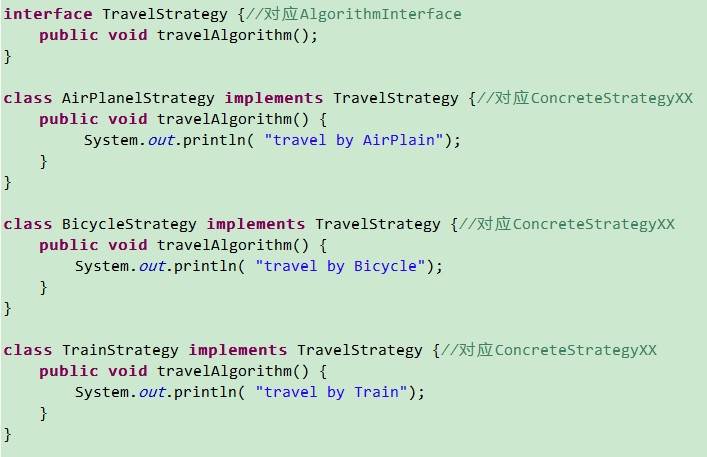 interface TravelStrategy {//对应AlgorithmInterface
    public void travelAlgorithm();
}
class AirPlanelStrategy implements TravelStrategy {//对应ConcreteStrategyXX
    public void travelAlgorithm() {
         System.out.println( "travel by AirPlain");
    }
}
class BicycleStrategy implements TravelStrategy {//对应ConcreteStrategyXX
    public void travelAlgorithm() {
        System.out.println( "travel by Bicycle");
    }
}
class TrainStrategy implements TravelStrategy {//对应ConcreteStrategyXX
    public void travelAlgorithm() {
        System.out.println( "travel by Train");
    }
}